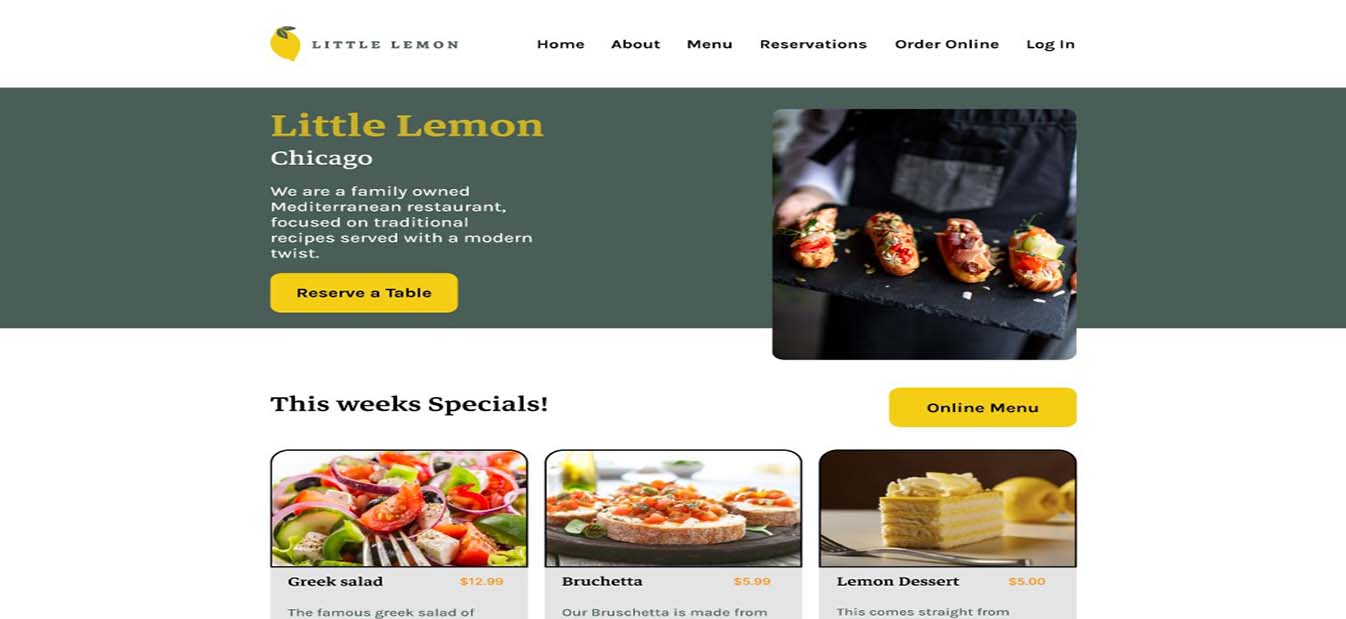 LITTLE LEMON
Home About Menu Reservations Order Online Log In
Little Lemon
Chicago
We are a family owned
Mediterranean restaurant,
focused on traditional
recipes served with a modern
twist.
Reserve a Table
This weeks Specials!
Online Menu
Greek salad $12.99
The famous greek salad of
Bruchetta $5.99
Our Bruschetta is made from
Lemon Dessert $5.00
This comes straight from